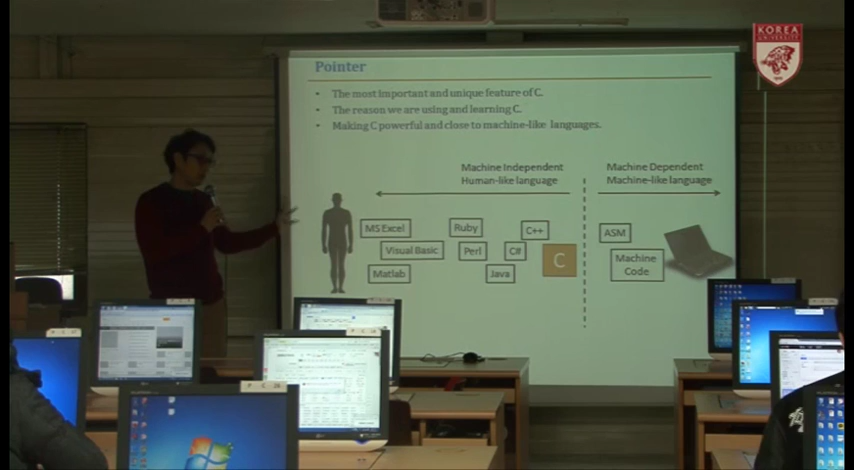 KOREA
UNIVERSITY
Pointer
• The most important and unique feature of C.
• The reason we are using and learning C.
• Making C powerful and close to machine-like languages.
Machine Independent
Human-like language
Machine Dependent
Machine-like language
MS Excel
Ruby
C++
ASM
Visual Basic
Perl
C#
C
Machine
Code
Matlab
Java